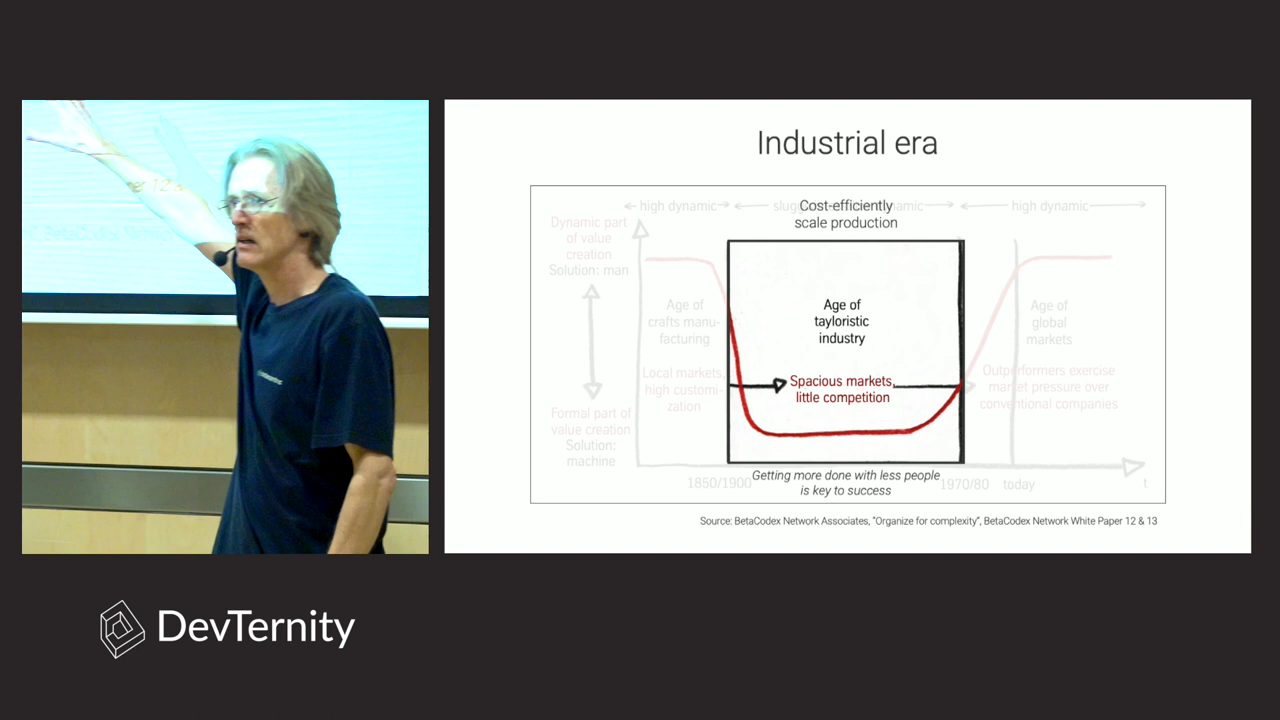 Industrial era
high dynamic
Cost-efficiently
scale production
high dynamic
Dynamic part
of value
creation
Solution: man
Formal part of
value creation
Solution:
machine
Age of
crafts manu-
facturing
Local markets,
high customi-
zation
Age of
tayloristic
industry
Spacious markets,
little competition
Age of
global
markets
Outperformers exercise
market pressure over
conventional companies
1850/1900
Getting more done with less people
is key to success
1970/80
today
t
Source: BetaCodex Network Associates, "Organize for complexity", BetaCodex Network White Paper 12 & 13
DevTernity